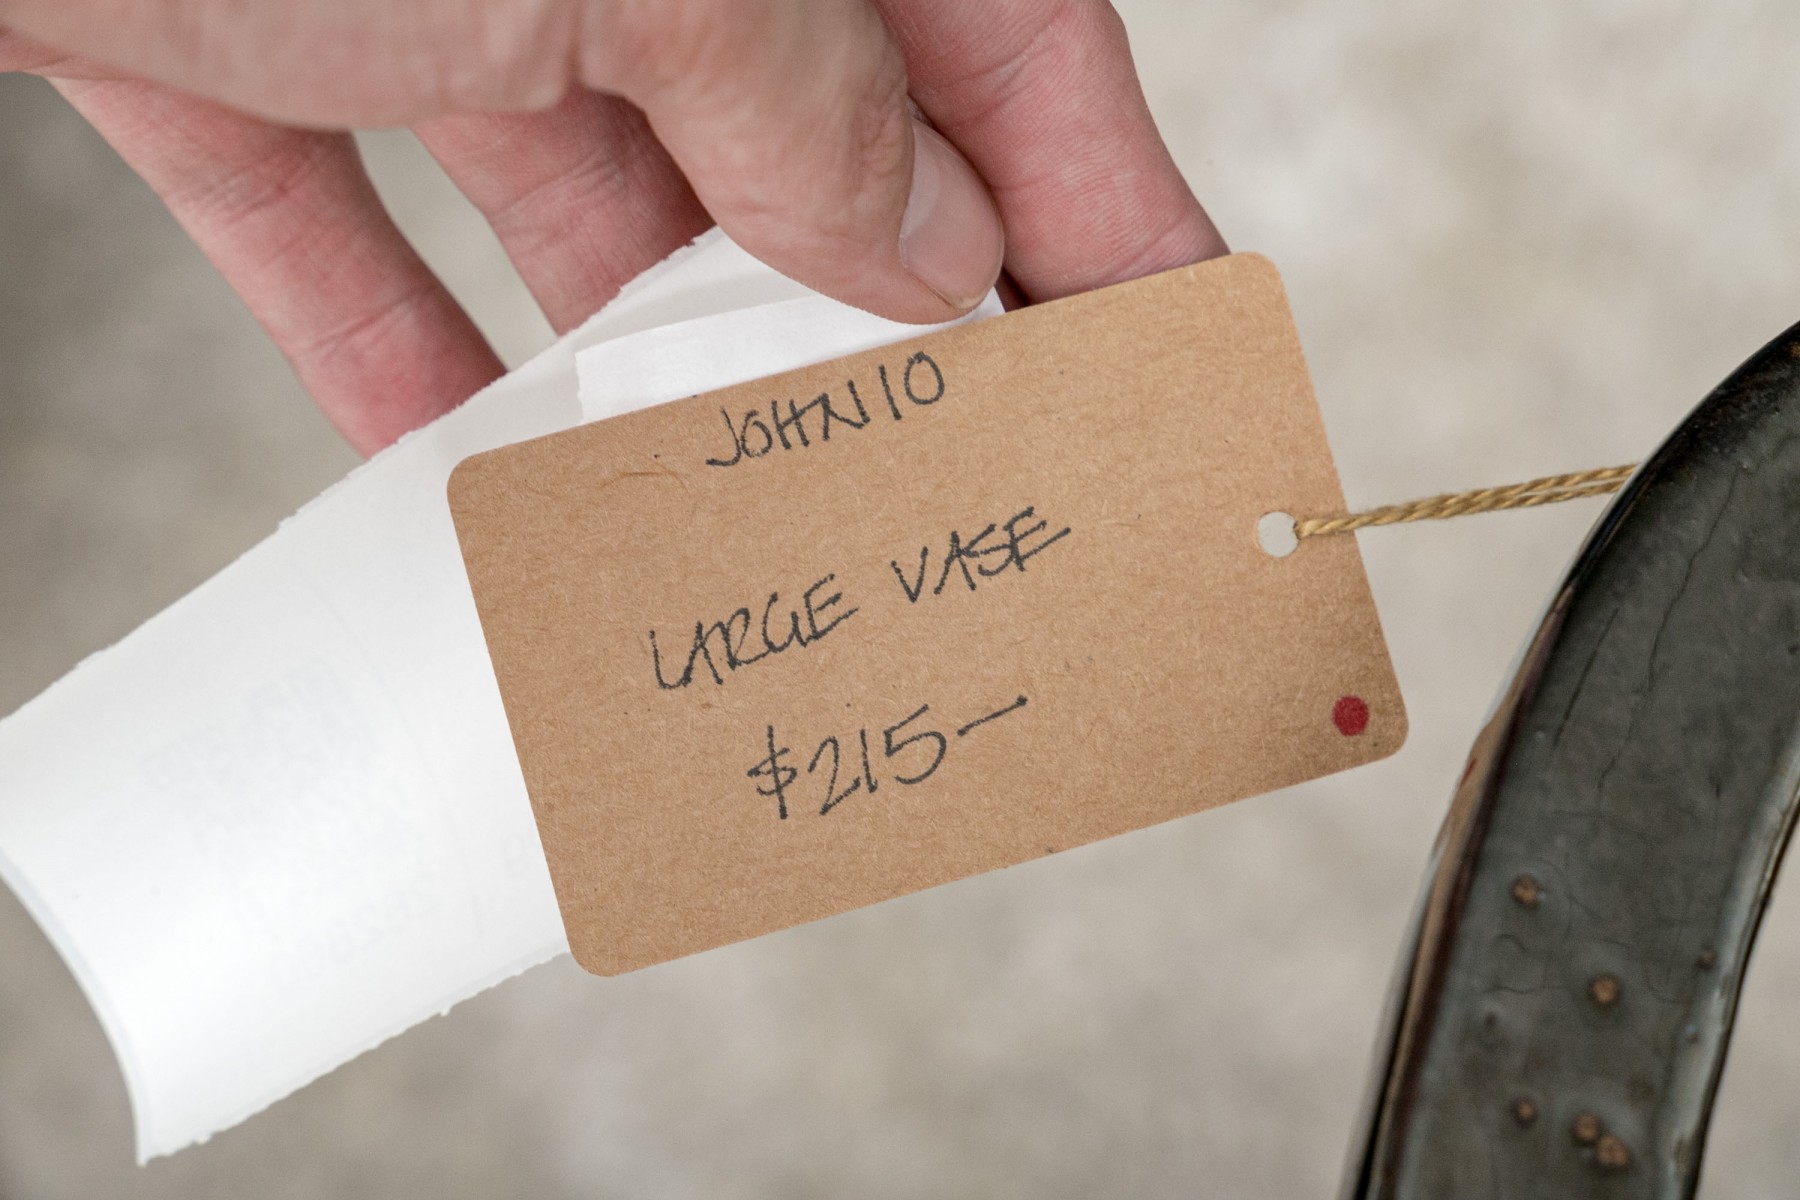 JOHN 10
LARGE VASE
$215—